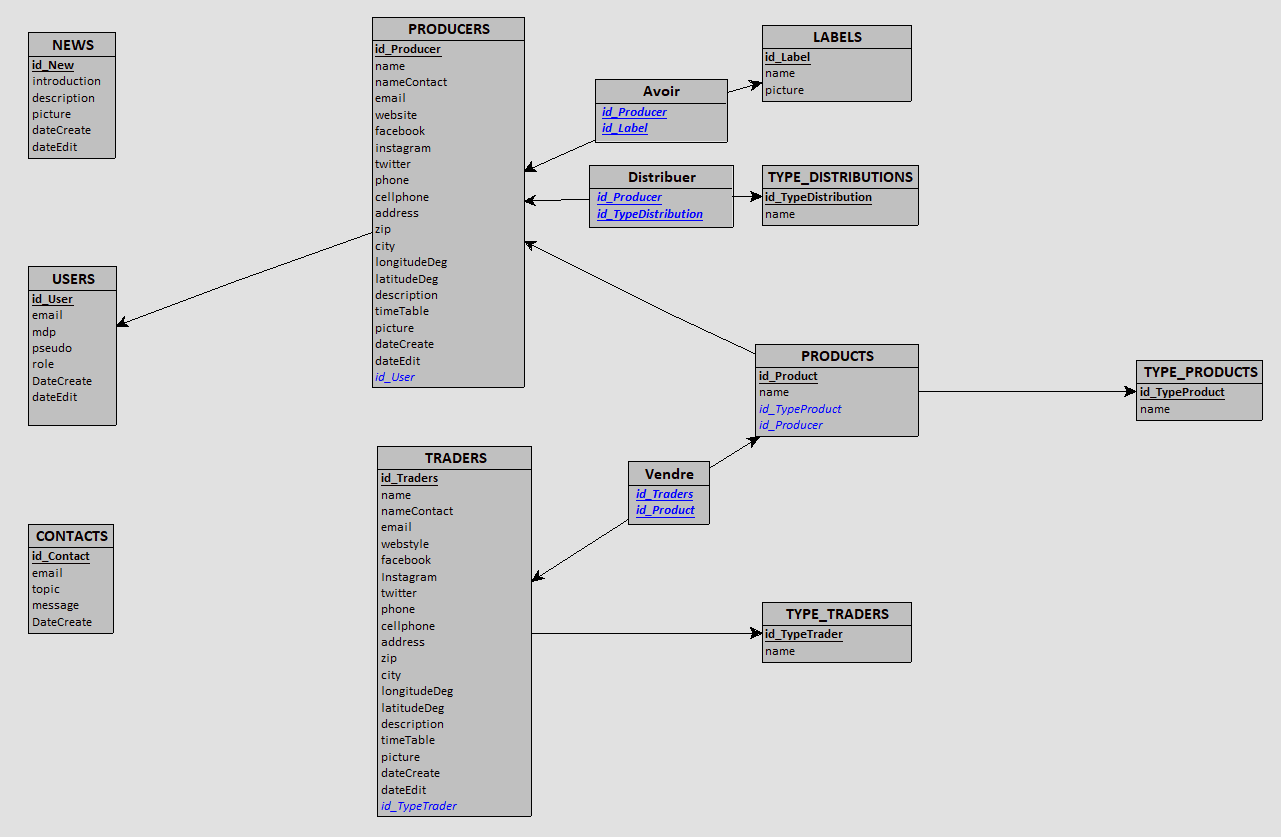 NEWS
id_New
introduction
description
picture
dateCreate
dateEdit
USERS
id_User
email
mdp
pseudo
role
DateCreate
dateEdit
CONTACTS
id_Contact
email
topic
message
DateCreate
PRODUCERS
id_Producer
name
nameContact
email
website
facebook
instagram
twitter
phone
cellphone
address
zip
city
longitudeDeg
latitudeDeg
description
timeTable
picture
dateCreate
dateEdit
id_User
TRADERS
id_Traders
name
nameContact
email
webstyle
facebook
Instagram
twitter
phone
cellphone
address
zip
city
longitudeDeg
latitudeDeg
description
timeTable
picture
dateCreate
dateEdit
id_TypeTrader
Avoir
id_Producer
id_Label
Distribuer
id_Producer
id_TypeDistribution
Vendre
id_Traders
id_Product
LABELS
id_Label
name
picture
TYPE_DISTRIBUTIONS
id_TypeDistribution
name
PRODUCTS
id_Product
name
id_TypeProduct
id_Producer
TYPE_TRADERS
id_TypeTrader
name
TYPE_PRODUCTS
id_TypeProduct
name